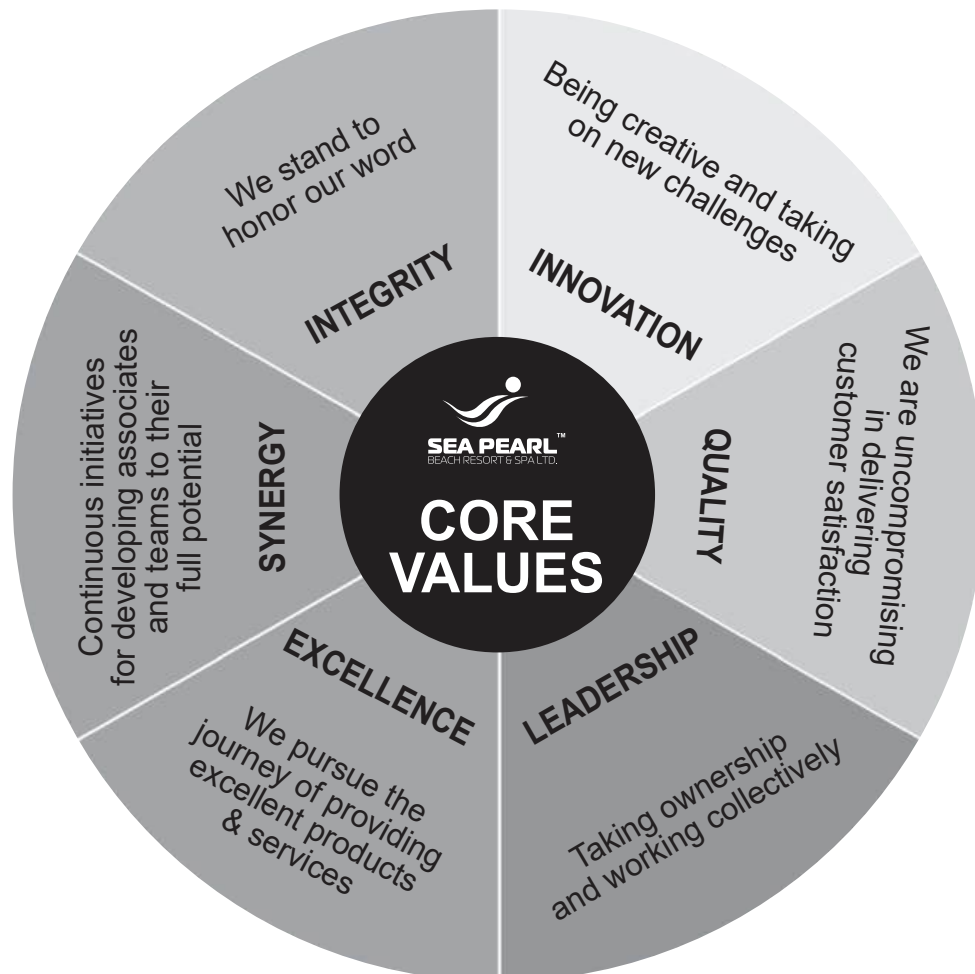 SEA PEARL™
BEACH RESORT & SPA LTD.
CORE
VALUES
INNOVATION
Being creative and taking
on new challenges
QUALITY
We are uncompromising
in delivering
customer satisfaction
LEADERSHIP
Taking ownership
and working collectively
EXCELLENCE
We pursue the
journey of providing
excellent products
& services
SYNERGY
Continuous initiatives
for developing associates
and teams to their
full potential
INTEGRITY
We stand to
honor our word